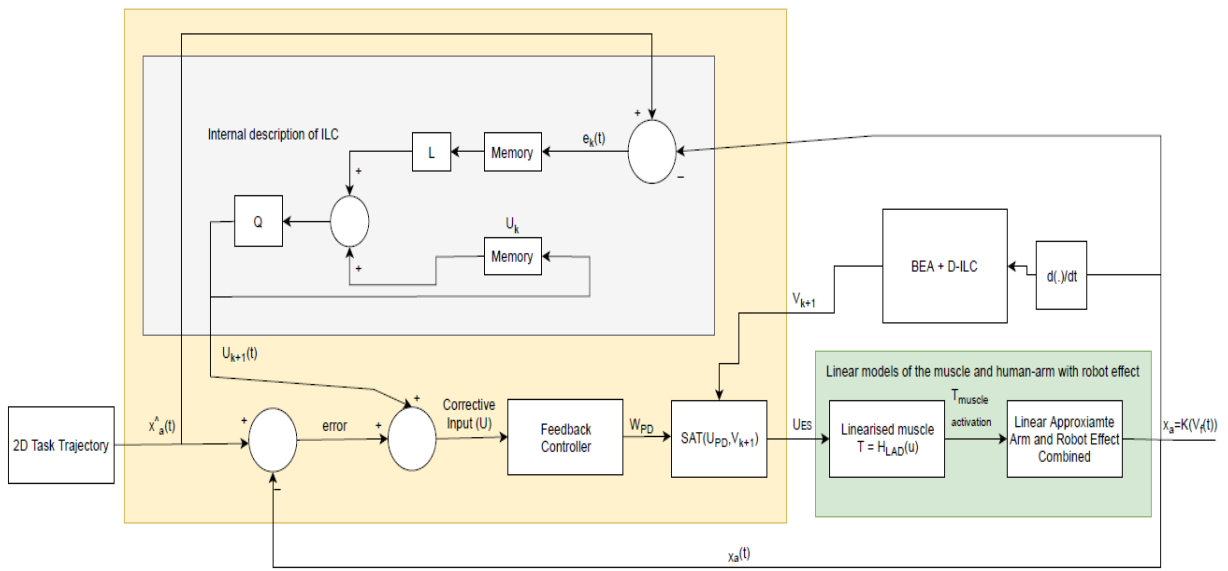 Internal description of ILC
+
e_k(t)
Memory
L
−
+
Q
U_k
Memory
+
BEA + D-ILC
d(.)/dt
V_k+1
U_k+1(t)
Linear models of the muscle and human-arm with robot effect
2D Task Trajectory
x^_a(t)
+
error
+
+
Corrective
Input (U)
Feedback
Controller
W_PD
SAT(U_PD,V_k+1)
U_ES
Linearised muscle
T = H_LAD(u)
T_muscle
activation
Linear Approxiamte
Arm and Robot Effect
Combined
x_a=K(V_f(t))
−
x_a(t)